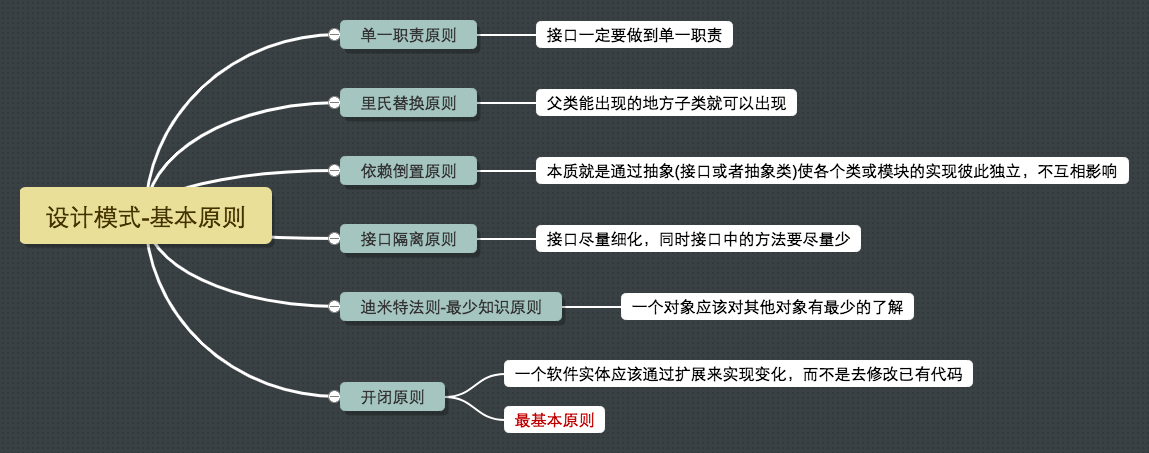 单一职责原则
接口一定要做到单一职责
里氏替换原则
父类能出现的地方子类就可以出现
依赖倒置原则
本质就是通过抽象(接口或者抽象类)使各个类或模块的实现彼此独立，不互相影响
设计模式-基本原则
接口隔离原则
接口尽量细化，同时接口中的方法要尽量少
迪米特法则-最少知识原则
一个对象应该对其他对象有最少的了解
开闭原则
一个软件实体应该通过扩展来实现变化，而不是去修改已有代码
最基本原则